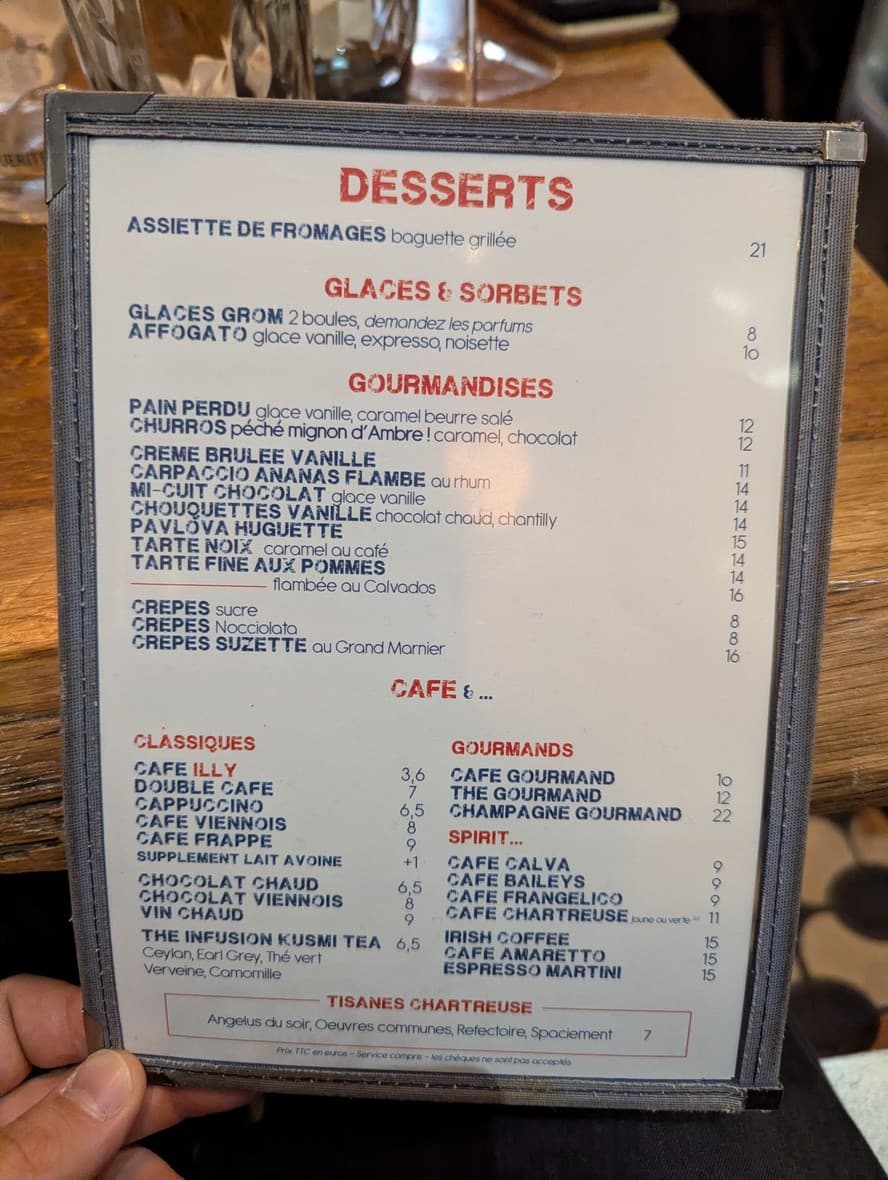 DESSERTS
ASSIETTE DE FROMAGES baguette grillée 21
GLACES & SORBETS
GLACES GROM 2 boules, demandez les parfums 8
AFFOGATO glace vanille, expresso, noisette 10
GOURMANDISES
PAIN PERDU glace vanille, caramel beurre salé 12
CHURROS péché mignon d'Ambre ! caramel, chocolat 12
CREME BRULEE VANILLE 11
CARPACCIO ANANAS FLAMBE au rhum 14
MI-CUIT CHOCOLAT glace vanille 14
CHOUQUETTES VANILLE chocolat chaud, chantilly 14
PAVLOVA HUGUETTE 15
TARTE NOIX caramel au café 14
TARTE FINE AUX POMMES 14
flambée au Calvados 16
CREPES sucre 8
CREPES Nocciolata 8
CREPES SUZETTE au Grand Marnier 16
CAFE & ...
CLASSIQUES
CAFE ILLY 3,6
DOUBLE CAFE 7
CAPPUCCINO 6,5
CAFE VIENNOIS 8
CAFE FRAPPE 9
SUPPLEMENT LAIT AVOINE +1
CHOCOLAT CHAUD 6,5
CHOCOLAT VIENNOIS 8
VIN CHAUD 9
THE INFUSION KUSMI TEA 6,5
Ceylan, Earl Grey, Thé vert
Verveine, Camomille
GOURMANDS
CAFE GOURMAND 10
THE GOURMAND 12
CHAMPAGNE GOURMAND 22
SPIRIT...
CAFE CALVA 9
CAFE BAILEYS 9
CAFE FRANGELICO 9
CAFE CHARTREUSE jaune ou verte 11
IRISH COFFEE 15
CAFE AMARETTO 15
ESPRESSO MARTINI 15
TISANES CHARTREUSE
Angelus du soir, Oeuvres communes, Refectoire, Spaciement 7
Prix TTC en euros - Service compris - les chèques ne sont pas acceptés